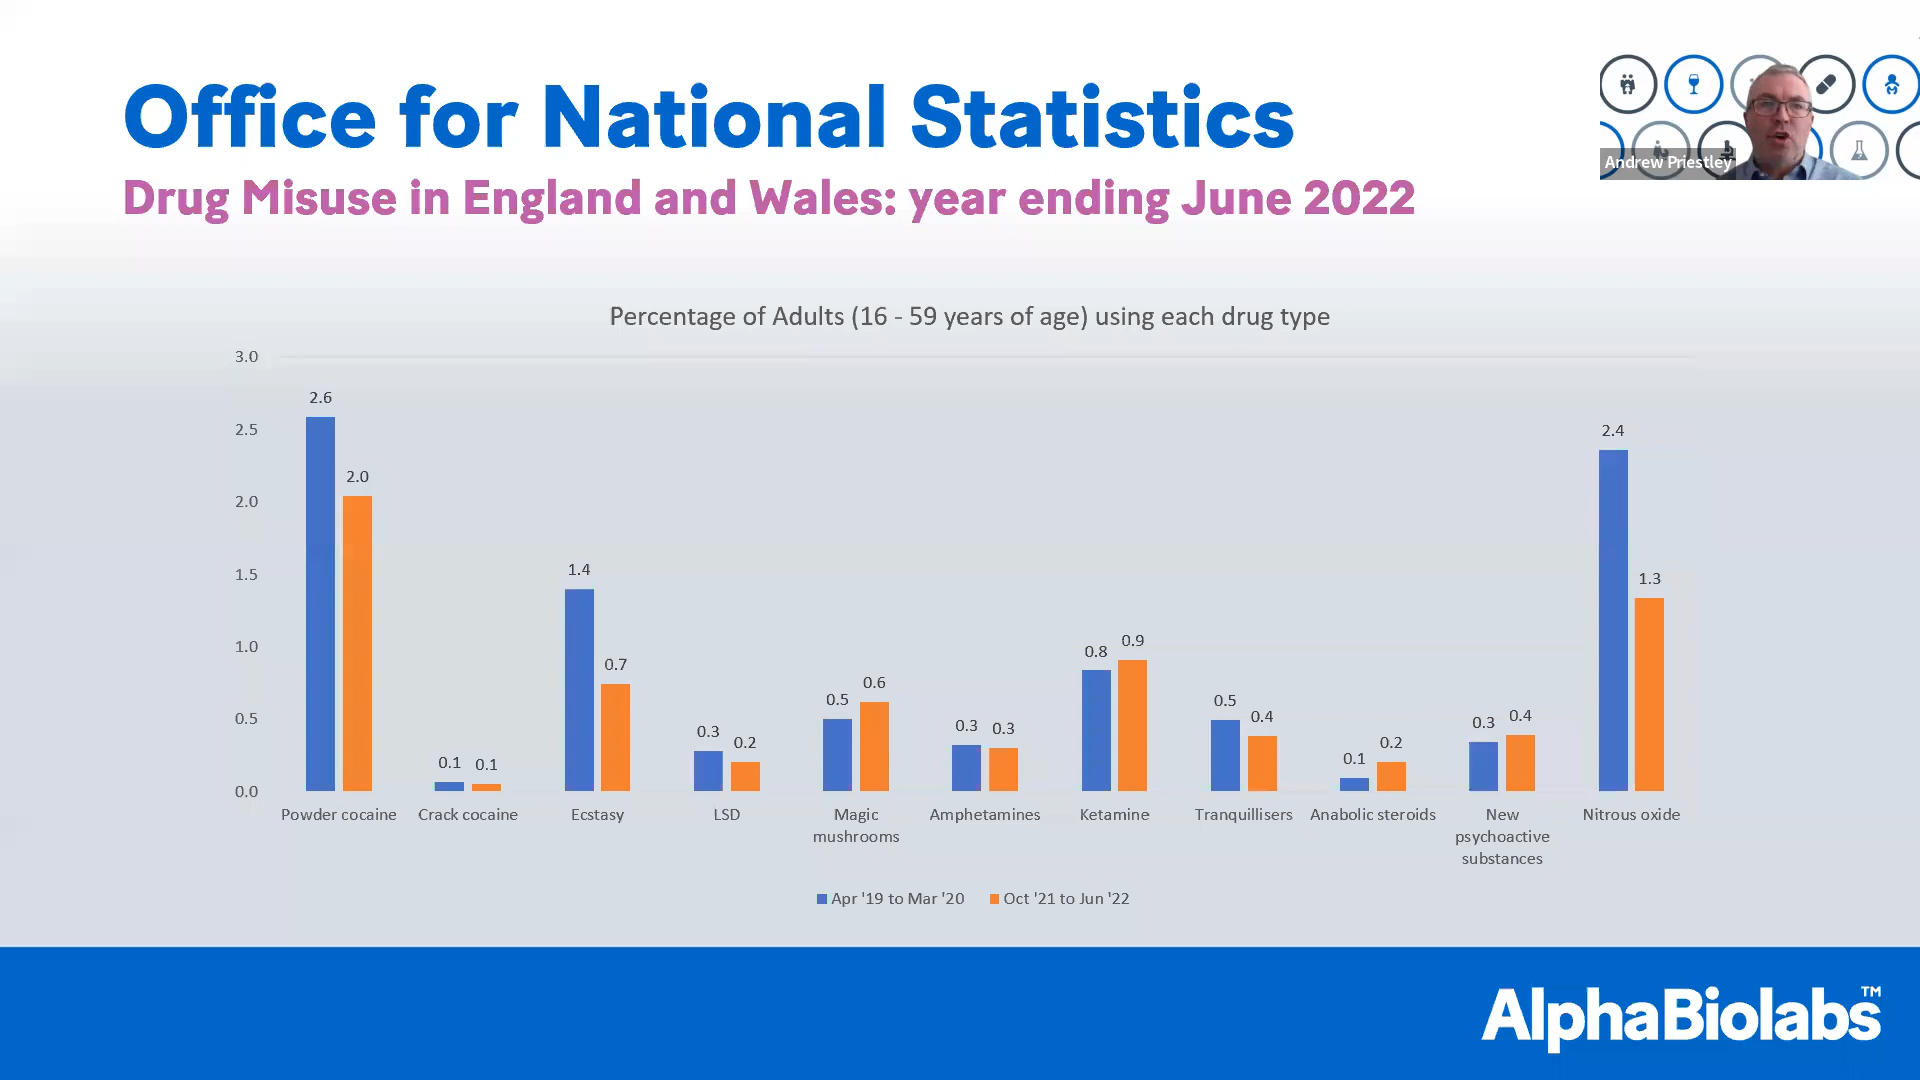 Office for National Statistics
Drug Misuse in England and Wales: year ending June 2022
Andrew Priestley
Percentage of Adults (16 - 59 years of age) using each drug type
3.0
2.5
2.0
1.5
1.0
0.5
0.0
2.6
2.0
0.1
0.1
1.4
0.7
0.3
0.2
0.5
0.6
0.3
0.3
0.8
0.9
0.5
0.4
0.1
0.2
0.3
0.4
2.4
1.3
Powder cocaine
Crack cocaine
Ecstasy
LSD
Magic
mushrooms
Amphetamines
Ketamine
Tranquillisers
Anabolic steroids
New
psychoactive
substances
Nitrous oxide
Apr '19 to Mar '20
Oct '21 to Jun '22
AlphaBiolabs™